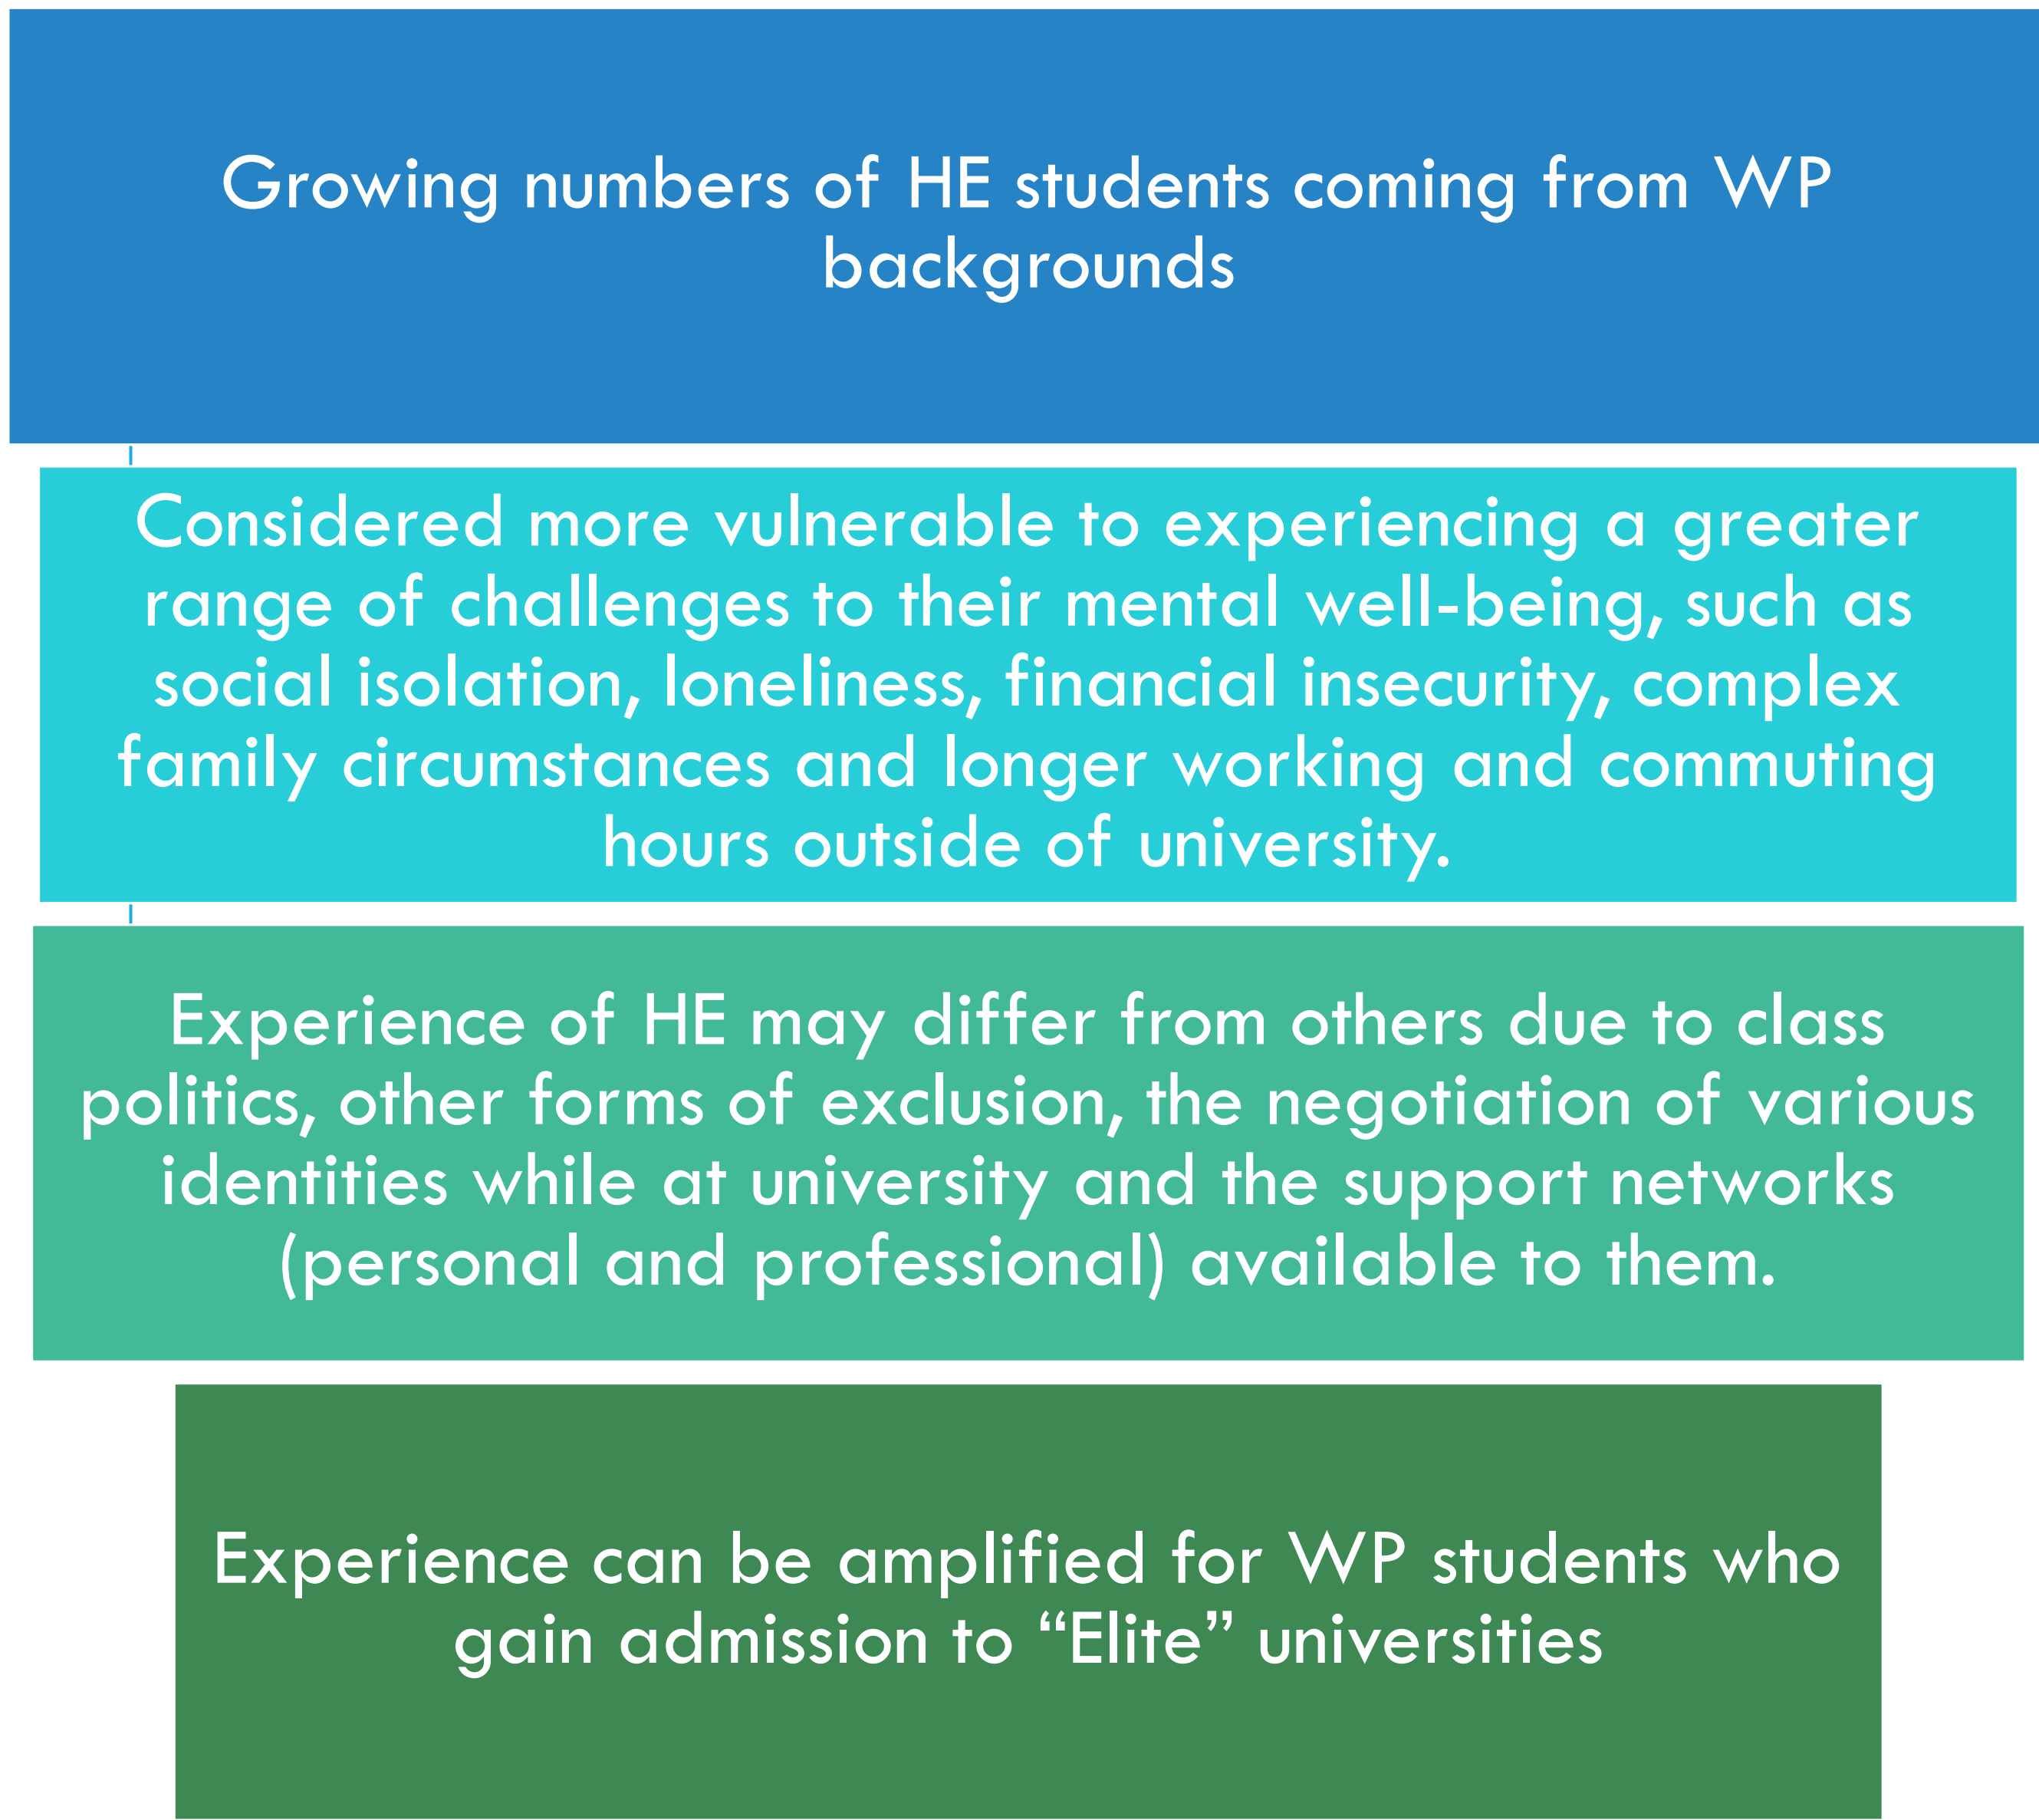 Growing numbers of HE students coming from WP
backgrounds
Considered more vulnerable to experiencing a greater
range of challenges to their mental well-being, such as
social isolation, loneliness, financial insecurity, complex
family circumstances and longer working and commuting
hours outside of university.
Experience of HE may differ from others due to class
politics, other forms of exclusion, the negotiation of various
identities while at university and the support networks
(personal and professional) available to them.
Experience can be amplified for WP students who
gain admission to “Elite” universities